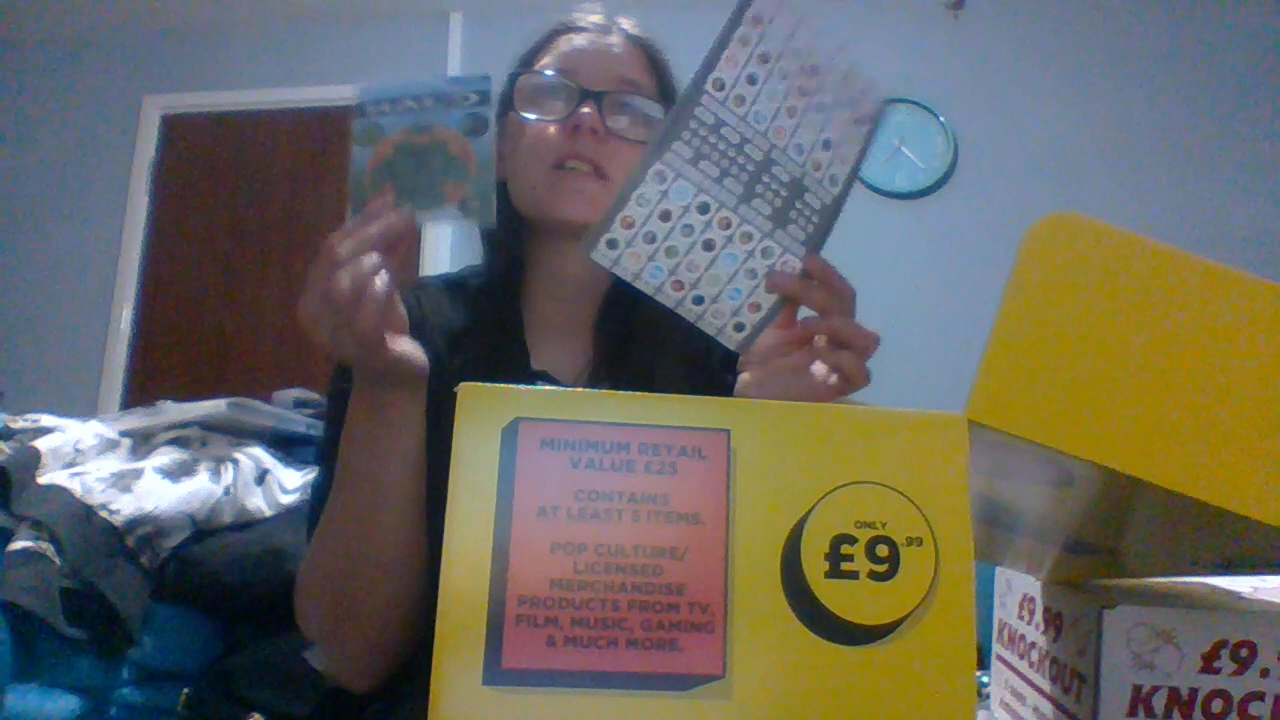 MINIMUM RETAIL
VALUE £25
CONTAINS
AT LEAST 5 ITEMS.
POP CULTURE/
LICENSED
MERCHANDISE
PRODUCTS FROM TV,
FILM, MUSIC, GAMING
& MUCH MORE.
ONLY
£9.99
£9.99
KNOCKOUT
£9.
KNOC